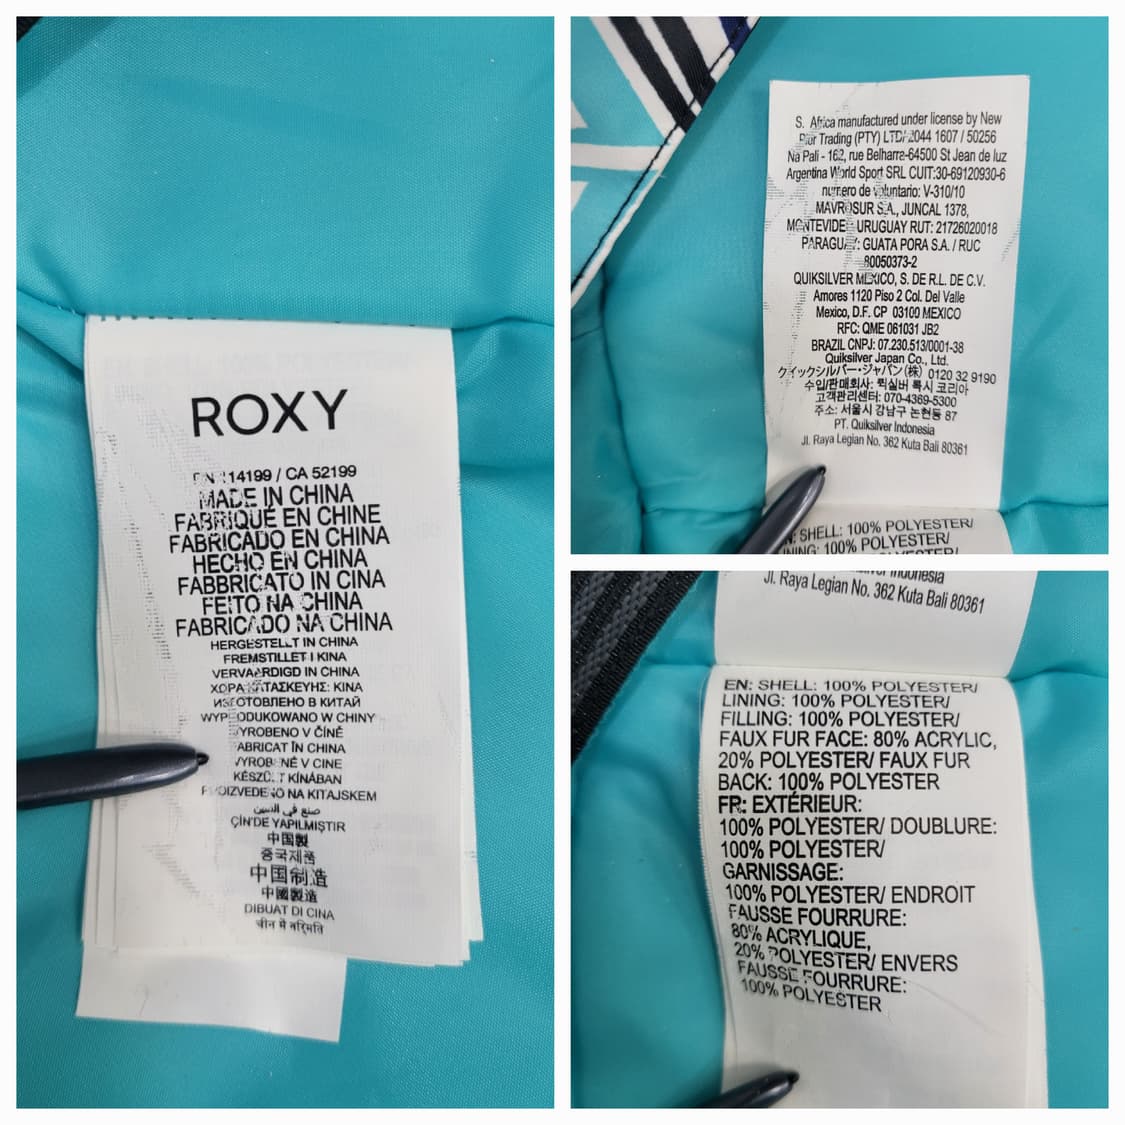 ROXY
114199 / CA 52199
MADE IN CHINA
FABRIQUÉ EN CHINE
FABRICADO EN CHINA
HECHO EN CHINA
FABBRICATO IN CINA
FEITO NA CHINA
FABRICADO NA CHINA
HERGESTELLT IN CHINA
FREMSTILLET I KINA
VERVAARDIGD IN CHINA
ΚΙΝΑ
ИЗГОТОВЛЕНО В КИТАЙ
WYPRODUKOWANO W CHINY
VYROBENO V ČÍNĚ
FABRICAT ÎN CHINA
VYROBENÉ V CINE
KÉSZÜLT KÍNÁBAN
PROIZVEDENO NA KITAJSKEM
صنع في الصين
ÇİN'DE YAPILMIŞTIR
中国製
중국제품
中国制造
中國製造
DIBUAT DI CINA
चीन में
S. Africa manufactured under license by New
Pier Trading (PTY) LTD/2044 1607 / 50256
Na Pali - 162, rue Belharra-64500 St Jean de luz
Argentina World Sport SRL CUIT:30-69120930-6
numero de voluntario: V-310/10
MAVROSUR S.A., JUNCAL 1378,
MONTEVIDEO URUGUAY RUT: 21726020018
PARAGUAY: GUATA PORA S.A. / RUC
80050373-2
QUIKSILVER MEXICO, S. DE R.L. DE C.V.
Amores 1120 Piso 2 Col. Del Valle
Mexico, D.F. CP 03100 MEXICO
RFC: QME 061031 JB2
BRAZIL CNPJ: 07.230.513/0001-38
Quiksilver Japan Co., Ltd.
クイックシルバー・ジャパン(株) 0120 32 9190
수입/판매회사: 퀵실버 록시 코리아
고객관리센터: 070-4369-5300
주소: 서울시 강남구 논현동 87
PT. Quiksilver Indonesia
Jl. Raya Legian No. 362 Kuta Bali 80361
EN: SHELL: 100% POLYESTER/
LINING: 100% POLYESTER/
Quiksilver Indonesia
Jl. Raya Legian No. 362 Kuta Bali 80361
EN: SHELL: 100% POLYESTER/
LINING: 100% POLYESTER/
FILLING: 100% POLYESTER/
FAUX FUR FACE: 80% ACRYLIC,
20% POLYESTER/ FAUX FUR
BACK: 100% POLYESTER
FR: EXTÉRIEUR:
100% POLYESTER/ DOUBLURE:
100% POLYESTER/
GARNISSAGE:
100% POLYESTER/ ENDROIT
FAUSSE FOURRURE:
80% ACRYLIQUE,
20% POLYESTER/ ENVERS
FAUSSE FOURRURE:
100% POLYESTER